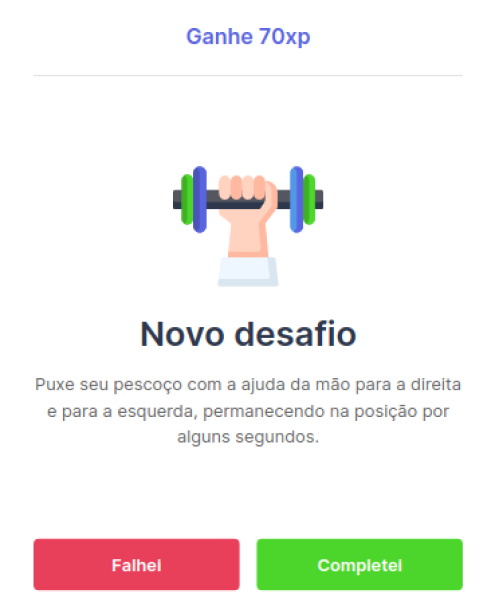 Ganhe 70xp
Novo desafio
Puxe seu pescoço com a ajuda da mão para a direita
e para a esquerda, permanecendo na posição por
alguns segundos.
Falhei
Completei